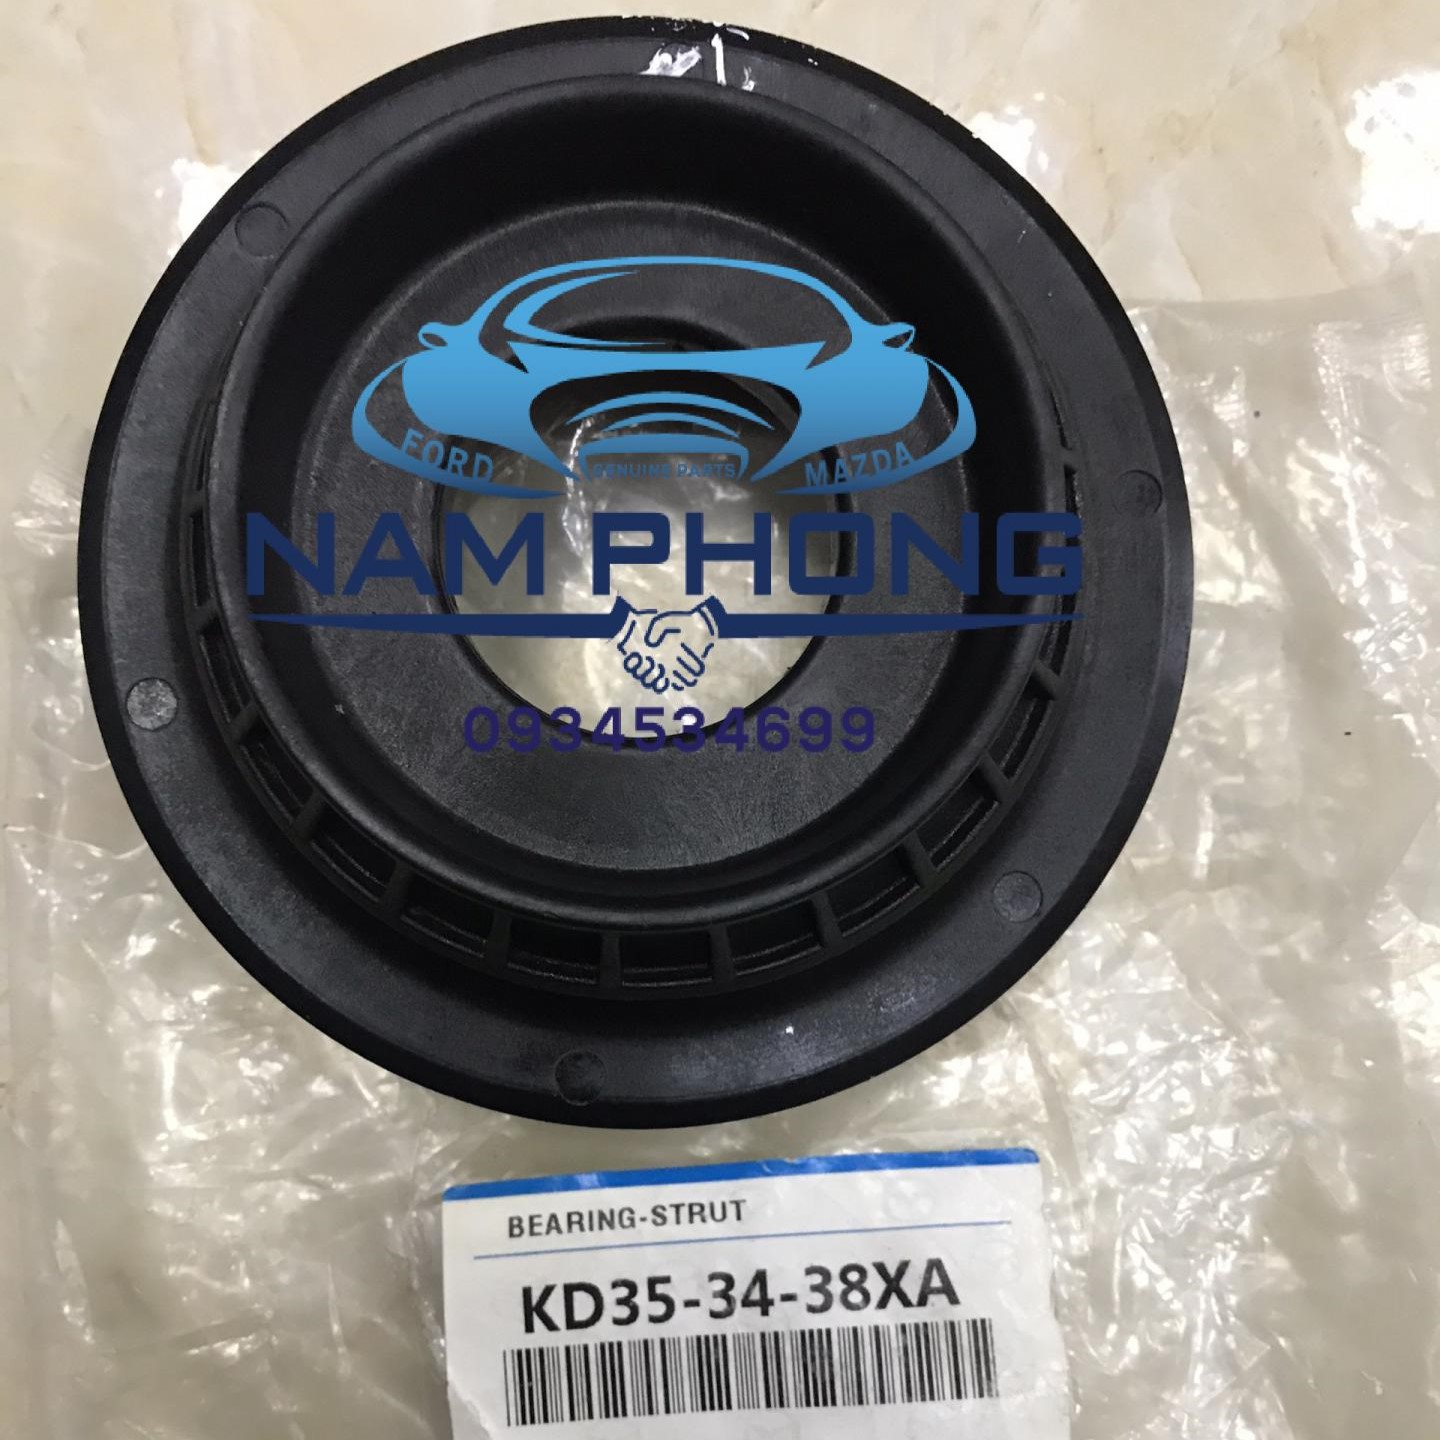 FORD
GENUINE PARTS
MAZDA
NAM PHONG
0934534699
BEARING-STRUT
KD35-34-38XA